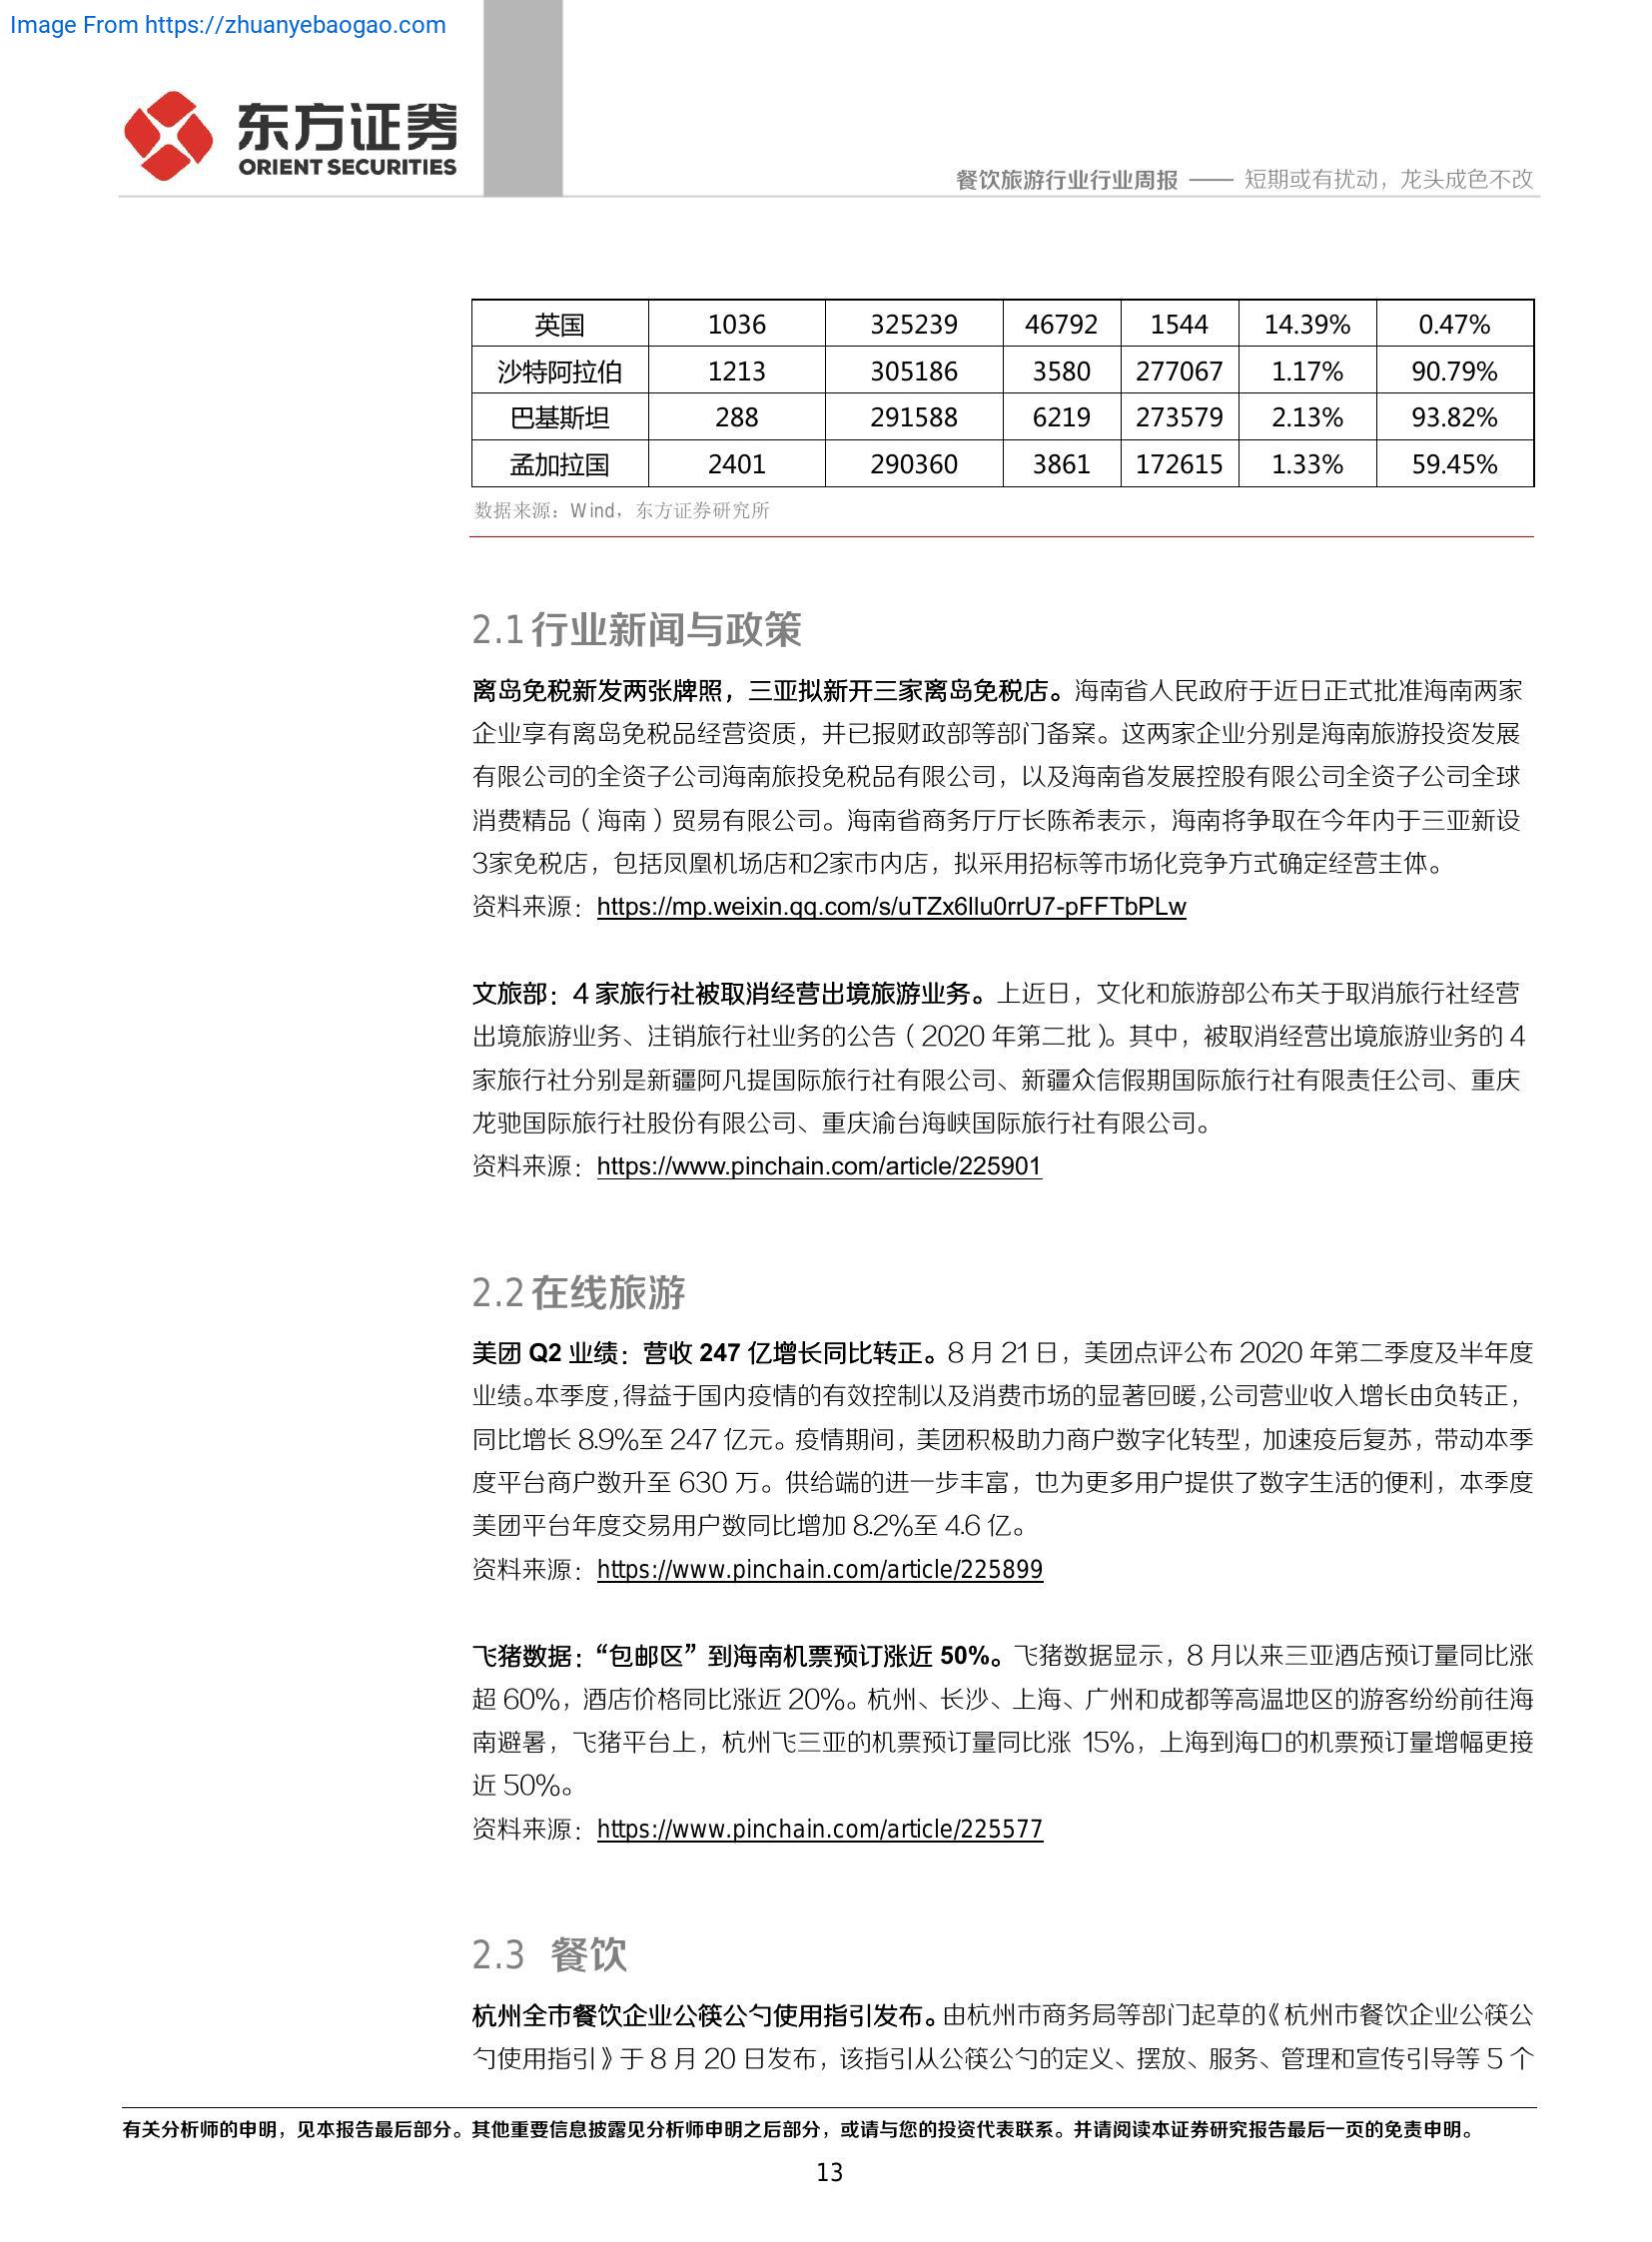 Image From https://zhuanyebaogao.com
东方证券
ORIENT SECURITIES
餐饮旅游行业行业周报 —— 短期或有扰动，龙头成色不改
英国 1036 325239 46792 1544 14.39% 0.47%
沙特阿拉伯 1213 305186 3580 277067 1.17% 90.79%
巴基斯坦 288 291588 6219 273579 2.13% 93.82%
孟加拉国 2401 290360 3861 172615 1.33% 59.45%
数据来源：Wind，东方证券研究所
2.1 行业新闻与政策
离岛免税新发两张牌照，三亚拟新开三家离岛免税店。海南省人民政府于近日正式批准海南两家
企业享有离岛免税品经营资质，并已报财政部等部门备案。这两家企业分别是海南旅游投资发展
有限公司的全资子公司海南旅投免税品有限公司，以及海南省发展控股有限公司全资子公司全球
消费精品（海南）贸易有限公司。海南省商务厅厅长陈希表示，海南将争取在今年内于三亚新设
3家免税店，包括凤凰机场店和2家市内店，拟采用招标等市场化竞争方式确定经营主体。
资料来源：https://mp.weixin.qq.com/s/uTZx6llu0rrU7-pFFTbPLw
文旅部：4 家旅行社被取消经营出境旅游业务。上近日，文化和旅游部公布关于取消旅行社经营
出境旅游业务、注销旅行社业务的公告（2020 年第二批）。其中，被取消经营出境旅游业务的 4
家旅行社分别是新疆阿凡提国际旅行社有限公司、新疆众信假期国际旅行社有限责任公司、重庆
龙驰国际旅行社股份有限公司、重庆渝台海峡国际旅行社有限公司。
资料来源：https://www.pinchain.com/article/225901
2.2 在线旅游
美团 Q2 业绩：营收 247 亿增长同比转正。8 月 21 日，美团点评公布 2020 年第二季度及半年度
业绩。本季度，得益于国内疫情的有效控制以及消费市场的显著回暖，公司营业收入增长由负转正，
同比增长 8.9%至 247 亿元。疫情期间，美团积极助力商户数字化转型，加速疫后复苏，带动本季
度平台商户数升至 630 万。供给端的进一步丰富，也为更多用户提供了数字生活的便利，本季度
美团平台年度交易用户数同比增加 8.2%至 4.6 亿。
资料来源：https://www.pinchain.com/article/225899
飞猪数据：“包邮区”到海南机票预订涨近 50%。飞猪数据显示，8 月以来三亚酒店预订量同比涨
超 60%，酒店价格同比涨近 20%。杭州、长沙、上海、广州和成都等高温地区的游客纷纷前往海
南避暑，飞猪平台上，杭州飞三亚的机票预订量同比涨 15%，上海到海口的机票预订量增幅更接
近 50%。
资料来源：https://www.pinchain.com/article/225577
2.3 餐饮
杭州全市餐饮企业公筷公勺使用指引发布。由杭州市商务局等部门起草的《杭州市餐饮企业公筷公
勺使用指引》于 8 月 20 日发布，该指引从公筷公勺的定义、摆放、服务、管理和宣传引导等 5 个
有关分析师的申明，见本报告最后部分。其他重要信息披露见分析师申明之后部分，或请与您的投资代表联系。并请阅读本证券研究报告最后一页的免责申明。
13